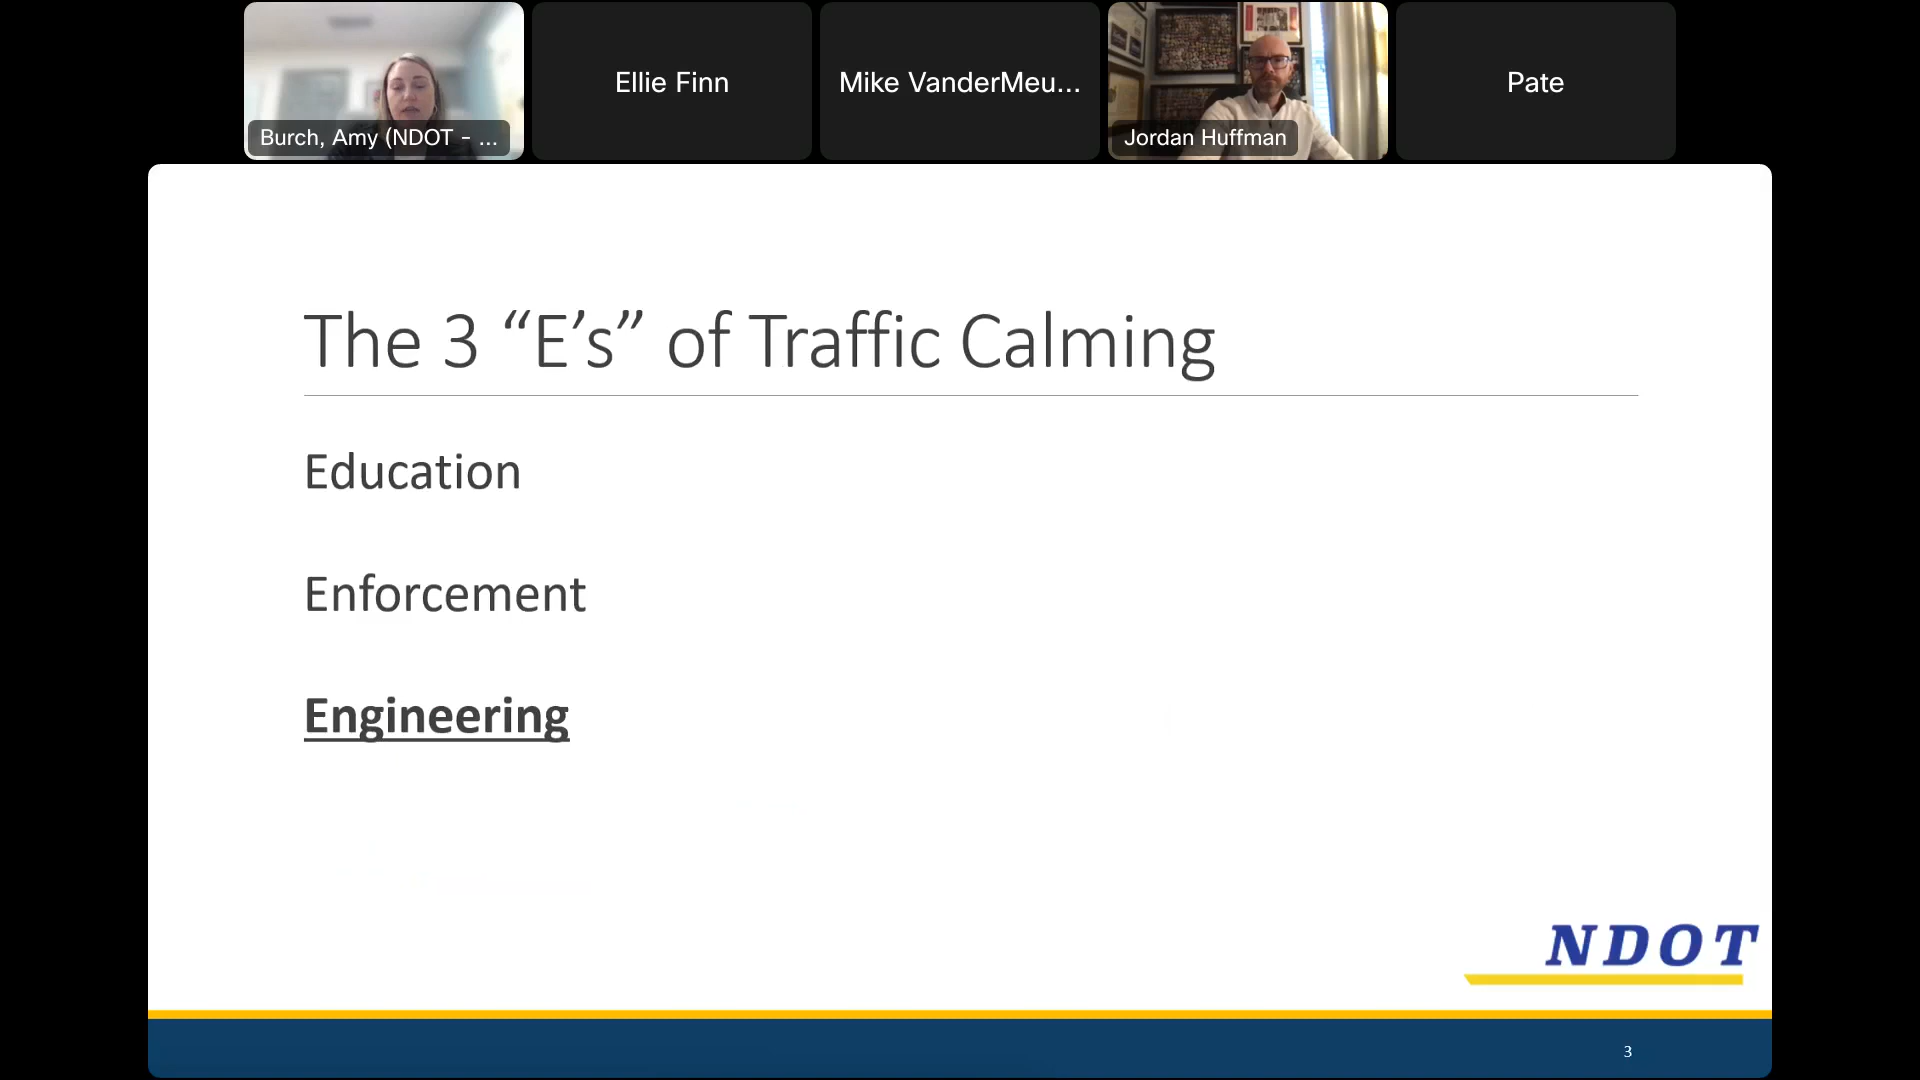 Burch, Amy (NDOT - ...
Ellie Finn
Mike VanderMeu...
Jordan Huffman
Pate
The 3 “E’s” of Traffic Calming
Education
Enforcement
Engineering
NDOT
3